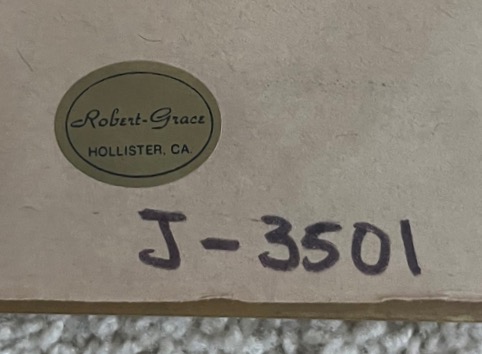 Robert-Grace
HOLLISTER, CA.
J-3501